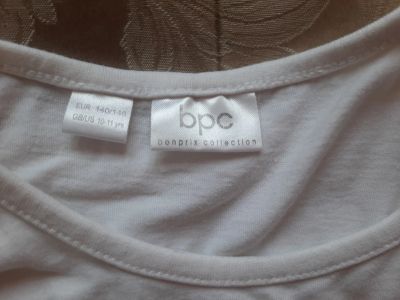 EUR 140/146
GB/US 10-11 yrs
bpc
bonprix collection